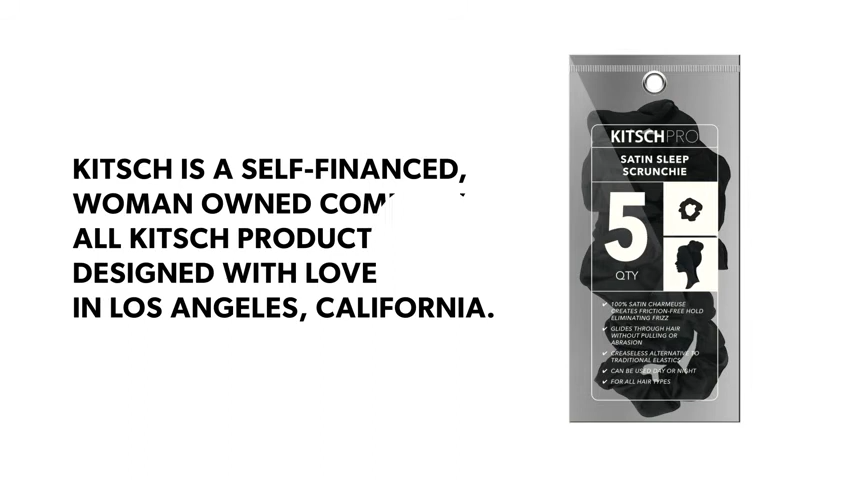 KITSCH IS A SELF-FINANCED,
WOMAN OWNED
ALL KITSCH PRODUCT
DESIGNED WITH LOVE
IN LOS ANGELES, CALIFORNIA.
KITSCHPRO
SATIN SLEEP
SCRUNCHIE
5
QTY
✔ 100% SATIN CHARMEUSE
CREATES FRICTION-FREE HOLD
ELIMINATING FRIZZ
✔ GLIDES THROUGH HAIR
WITHOUT PULLING OR
ABRASION
✔ CREASELESS ALTERNATIVE TO
TRADITIONAL ELASTICS
✔ CAN BE USED DAY OR NIGHT
✔ FOR ALL HAIR TYPES